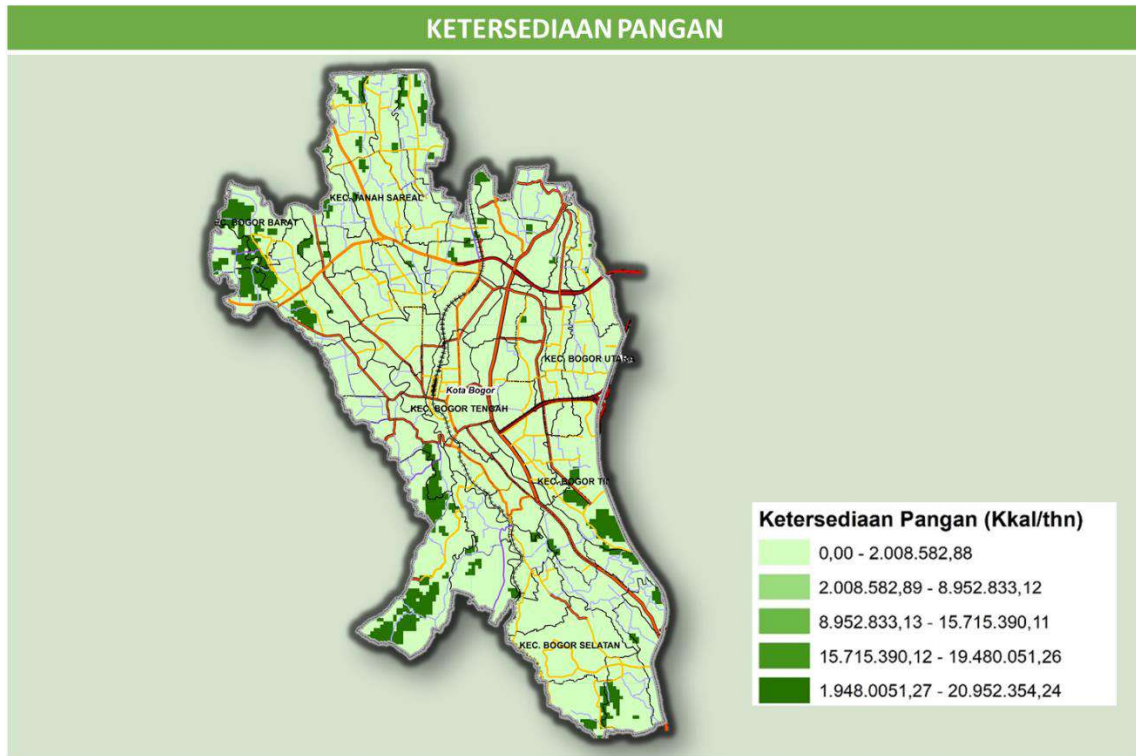 KETERSEDIAAN PANGAN
KEC. TANAH SAREAL
EC. BOGOR BARAT
KEC. BOGOR UTARA
Kota Bogor
KEC. BOGOR TENGAH
KEC. BOGOR TI
KEC. BOGOR SELATAN
Ketersediaan Pangan (Kkal/thn)
0,00 - 2.008.582,88
2.008.582,89 - 8.952.833,12
8.952.833,13 - 15.715.390,11
15.715.390,12 - 19.480.051,26
1.948.0051,27 - 20.952.354,24